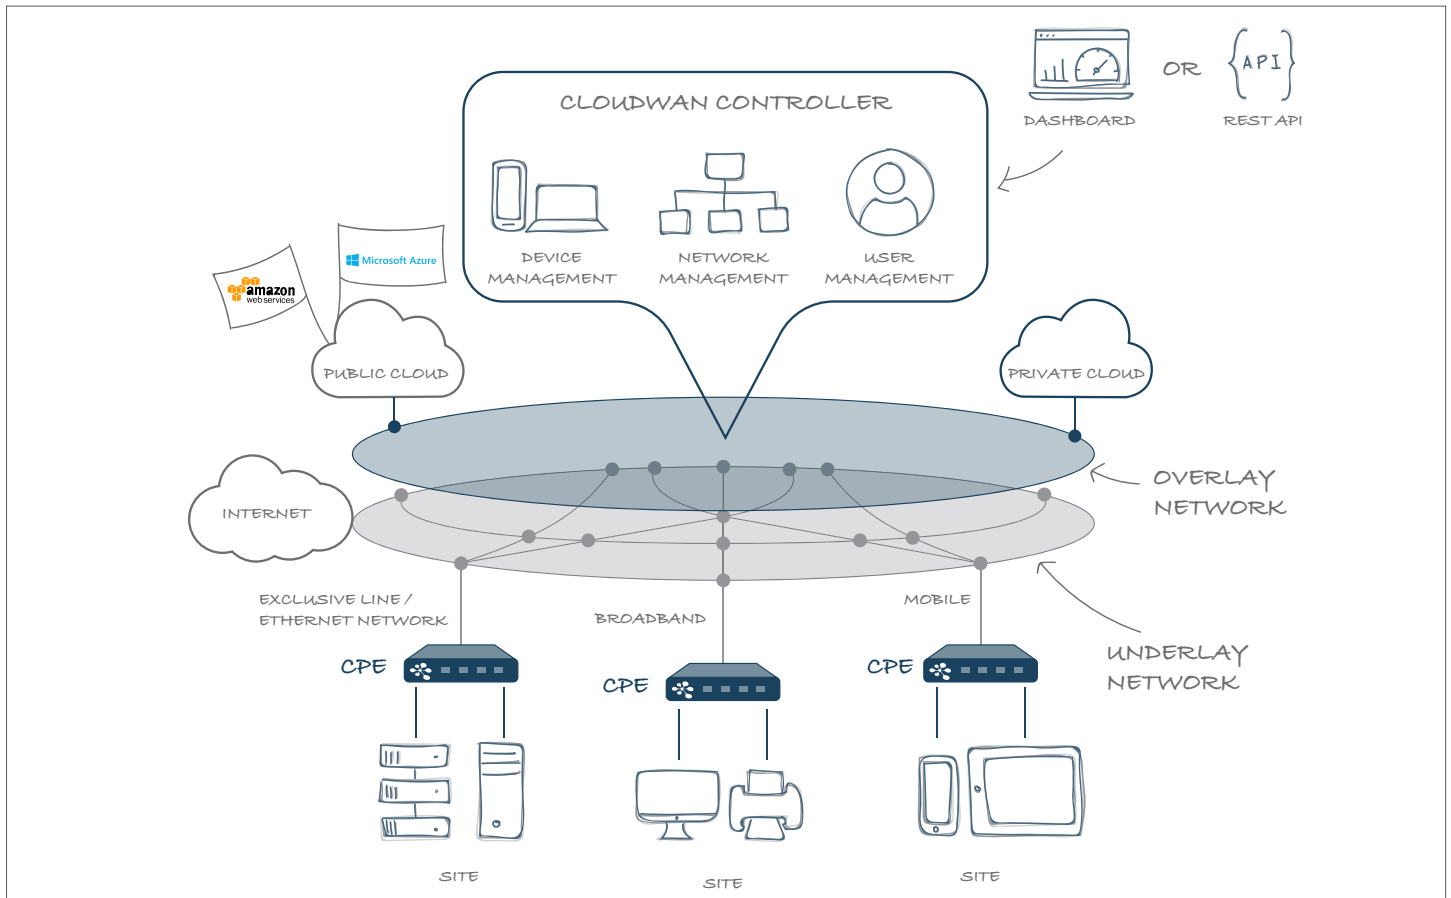 OR
{API}
DASHBOARD
REST API
CLOUDWAN CONTROLLER
DEVICE
MANAGEMENT
NETWORK
MANAGEMENT
USER
MANAGEMENT
amazon
web services
Microsoft Azure
PUBLIC CLOUD
PRIVATE CLOUD
INTERNET
OVERLAY
NETWORK
EXCLUSIVE LINE /
ETHERNET NETWORK
BROADBAND
MOBILE
UNDERLAY
NETWORK
CPE
CPE
CPE
SITE
SITE
SITE